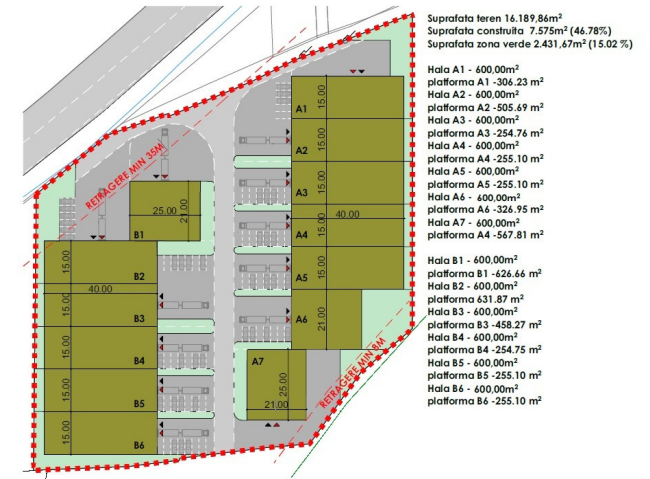 Suprafata teren 16.189,86m²
Suprafata construita 7.575m² (46.78%)
Suprafata zona verde 2.431,67m² (15.02 %)
Hala A1 - 600,00m²
platforma A1 -306.23 m²
Hala A2 - 600,00m²
platforma A2 -505.69 m²
Hala A3 - 600,00m²
platforma A3 -254.76 m²
Hala A4 - 600,00m²
platforma A4 -255.10 m²
Hala A5 - 600,00m²
platforma A5 -255.10 m²
Hala A6 - 600,00m²
platforma A6 -326.95 m²
Hala A7 - 600,00m²
platforma A4 -567.81 m²
Hala B1 - 600,00m²
platforma B1 -626.66 m²
Hala B2 - 600,00m²
platforma 631.87 m²
Hala B3 - 600,00m²
platforma B3 -458.27 m²
Hala B4 - 600,00m²
platforma B4 -254.75 m²
Hala B5 - 600,00m²
platforma B5 -255.10 m²
Hala B6 - 600,00m²
platforma B6 -255.10 m²
RETRAGERE MIN 35M
A1
15.00
A2
15.00
A3
15.00
40.00
A4
15.00
A5
15.00
A6
21.00
A7
25.00
21.00
RETRAGERE MIN 8M
25.00
21.00
B1
15.00
B2
40.00
15.00
B3
15.00
B4
15.00
B5
15.00
B6